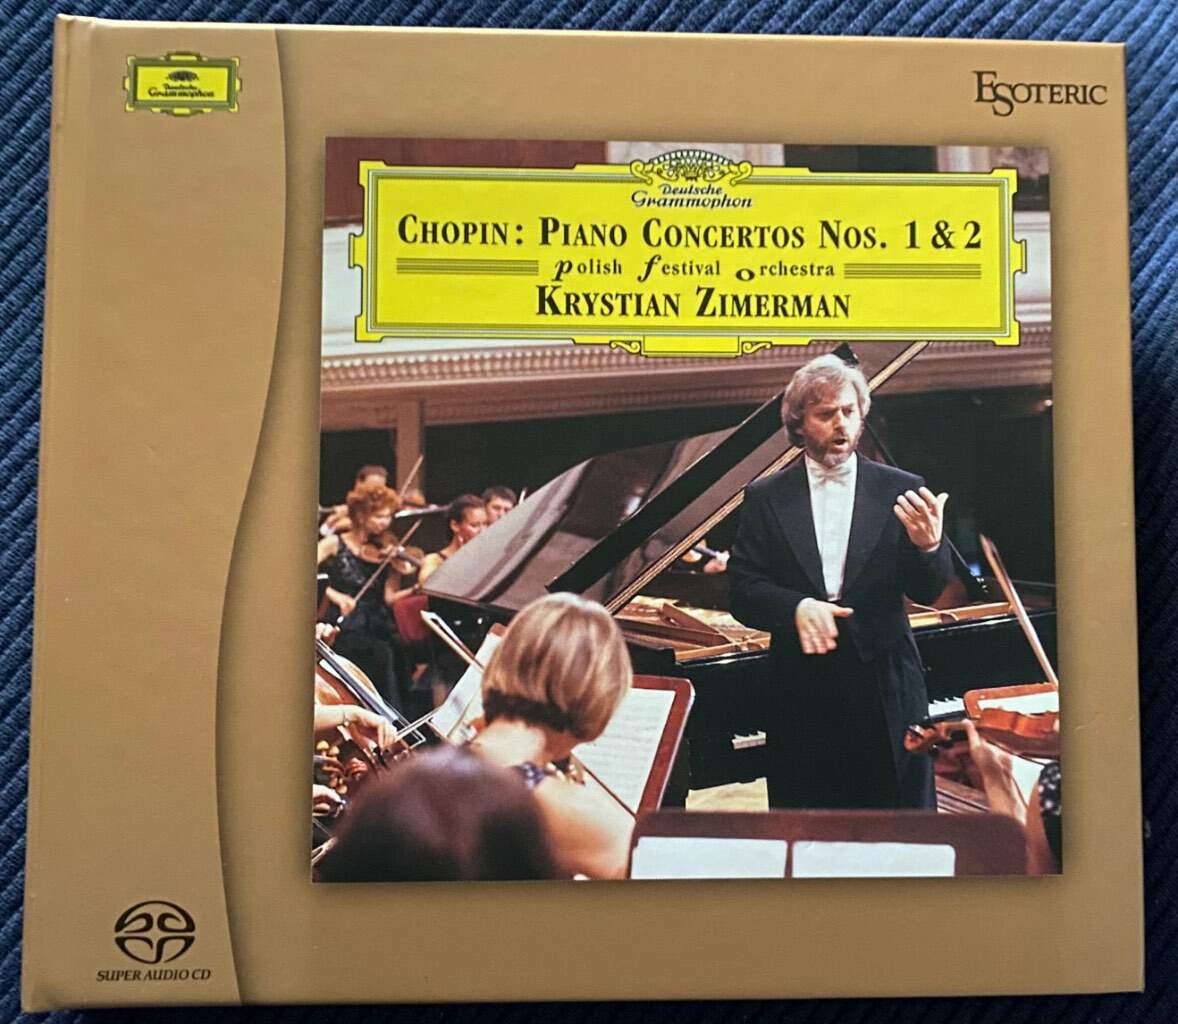 Deutsche
Grammophon
ESOTERIC
Deutsche
Grammophon
CHOPIN: PIANO CONCERTOS NOS. 1 & 2
polish festival orchestra
KRYSTIAN ZIMERMAN
SUPER AUDIO CD